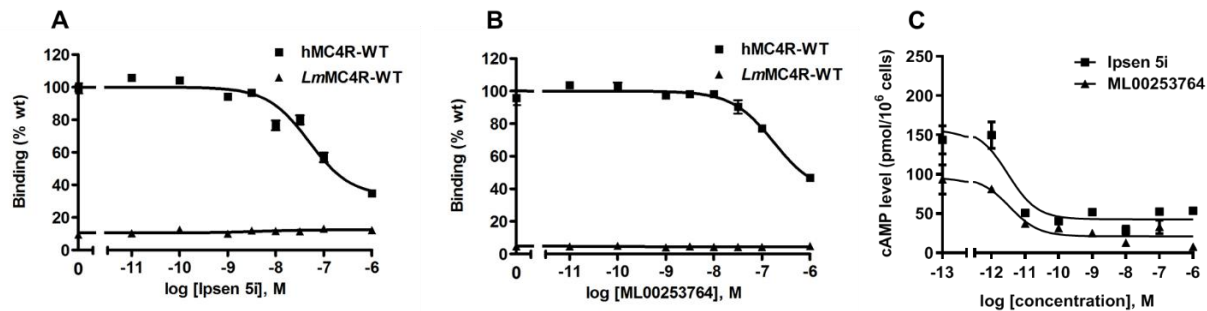 A
hMC4R-WT
LmMC4R-WT
Binding (% wt)
120
100
80
60
40
20
0
0 -11 -10 -9 -8 -7 -6
log [Ipsen 5i], M
B
hMC4R-WT
LmMC4R-WT
Binding (% wt)
120
100
80
60
40
20
0
0 -11 -10 -9 -8 -7 -6
log [ML00253764], M
C
Ipsen 5i
ML00253764
cAMP level (pmol/10⁶ cells)
250
200
150
100
50
0
-13 -12 -11 -10 -9 -8 -7 -6
log [concentration], M